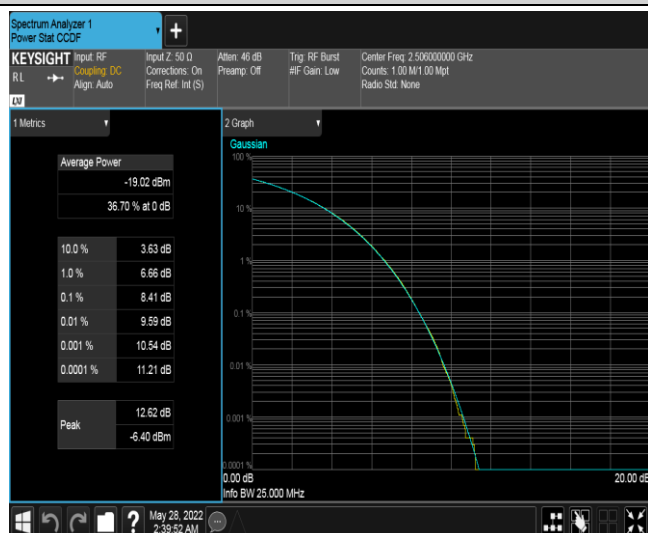 Spectrum Analyzer 1
Power Stat CCDF
+
KEYSIGHT
RL
LXI
Input: RF
Coupling: DC
Align: Auto
Input Z: 50 Ω
Corrections: On
Freq Ref: Int (S)
Atten: 46 dB
Preamp: Off
Trig: RF Burst
#IF Gain: Low
Center Freq: 2.506000000 GHz
Counts: 1.00 M/1.00 Mpt
Radio Std: None
1 Metrics
Average Power
-19.02 dBm
36.70 % at 0 dB
10.0 % 3.63 dB
1.0 % 6.66 dB
0.1 % 8.41 dB
0.01 % 9.59 dB
0.001 % 10.54 dB
0.0001 % 11.21 dB
Peak
12.62 dB
-6.40 dBm
2 Graph
Gaussian
100 %
10 %
1 %
0.1 %
0.01 %
0.001 %
0.0001 %
0.00 dB 20.00 dB
Info BW 25.000 MHz
?
May 28, 2022
2:39:52 AM